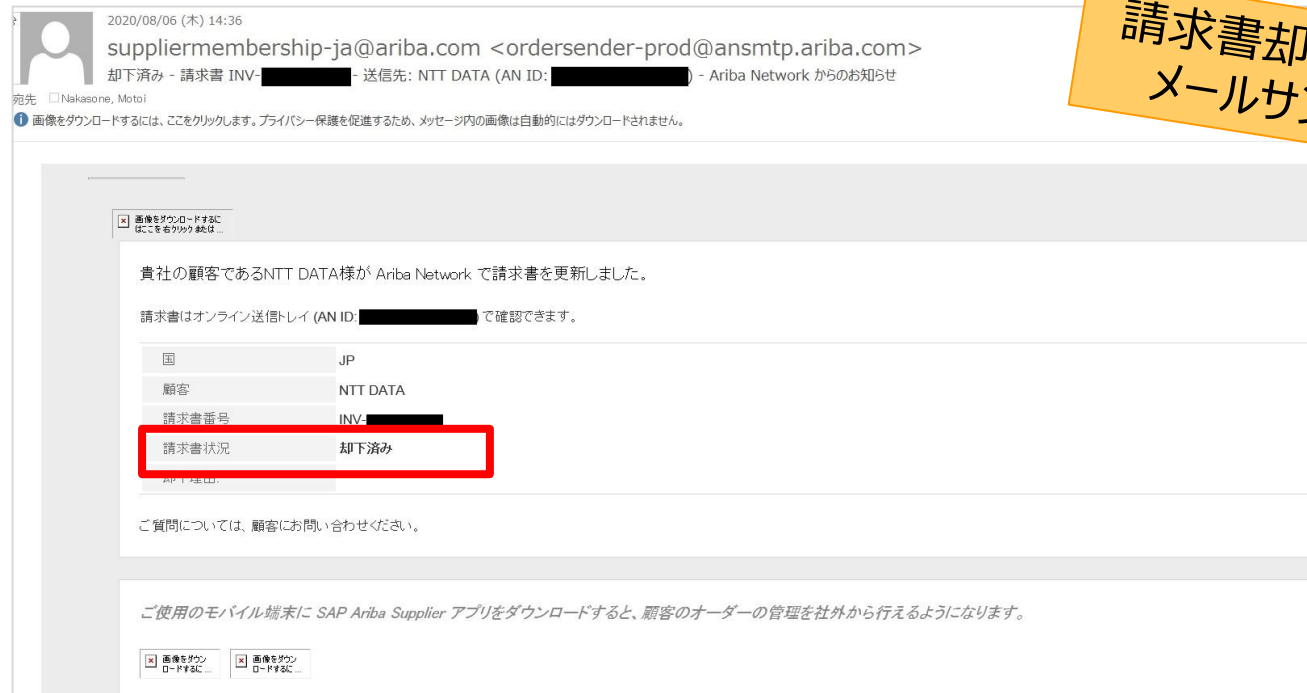 2020/08/06 (木) 14:36
suppliermembership-ja@ariba.com <ordersender-prod@ansmtp.ariba.com>
却下済み - 請求書 INV- - 送信先: NTT DATA (AN ID: ) - Ariba Network からのお知らせ
宛先 Nakasone, Motoi
画像をダウンロードするには、ここをクリックします。プライバシー保護を促進するため、メッセージ内の画像は自動的にはダウンロードされません。
請求書却
メールサン
画像をダウンロードするに
はここを右クリックまたは...
貴社の顧客であるNTT DATA様が Ariba Network で請求書を更新しました。
請求書はオンライン送信トレイ (AN ID: ) で確認できます。
国 JP
顧客 NTT DATA
請求書番号 INV-
請求書状況 却下済み
却下理由:
ご質問については、顧客にお問い合わせください。
ご使用のモバイル端末に SAP Ariba Supplier アプリをダウンロードすると、顧客のオーダーの管理を社外から行えるようになります。
画像をダウン ロードするに...
画像をダウン ロードするに...